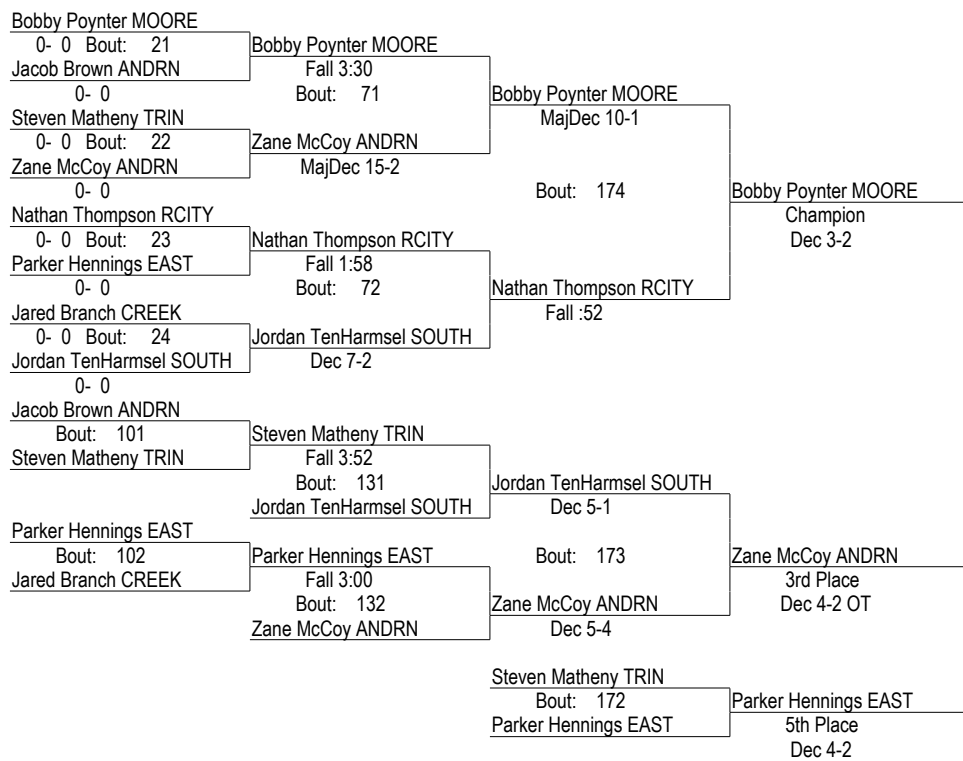 Bobby Poynter MOORE
0- 0 Bout: 21
Jacob Brown ANDRN
0- 0
Steven Matheny TRIN
0- 0 Bout: 22
Zane McCoy ANDRN
0- 0
Nathan Thompson RCITY
0- 0 Bout: 23
Parker Hennings EAST
0- 0
Jared Branch CREEK
0- 0 Bout: 24
Jordan TenHarmsel SOUTH
0- 0
Bobby Poynter MOORE
Fall 3:30
Bout: 71
Zane McCoy ANDRN
MajDec 15-2
Nathan Thompson RCITY
Fall 1:58
Bout: 72
Jordan TenHarmsel SOUTH
Dec 7-2
Bobby Poynter MOORE
MajDec 10-1
Bout: 174
Nathan Thompson RCITY
Fall :52
Bobby Poynter MOORE
Champion
Dec 3-2
Jacob Brown ANDRN
Bout: 101
Steven Matheny TRIN
Parker Hennings EAST
Bout: 102
Jared Branch CREEK
Steven Matheny TRIN
Fall 3:52
Bout: 131
Jordan TenHarmsel SOUTH
Parker Hennings EAST
Fall 3:00
Bout: 132
Zane McCoy ANDRN
Jordan TenHarmsel SOUTH
Dec 5-1
Bout: 173
Zane McCoy ANDRN
Dec 5-4
Zane McCoy ANDRN
3rd Place
Dec 4-2 OT
Steven Matheny TRIN
Bout: 172
Parker Hennings EAST
Parker Hennings EAST
5th Place
Dec 4-2